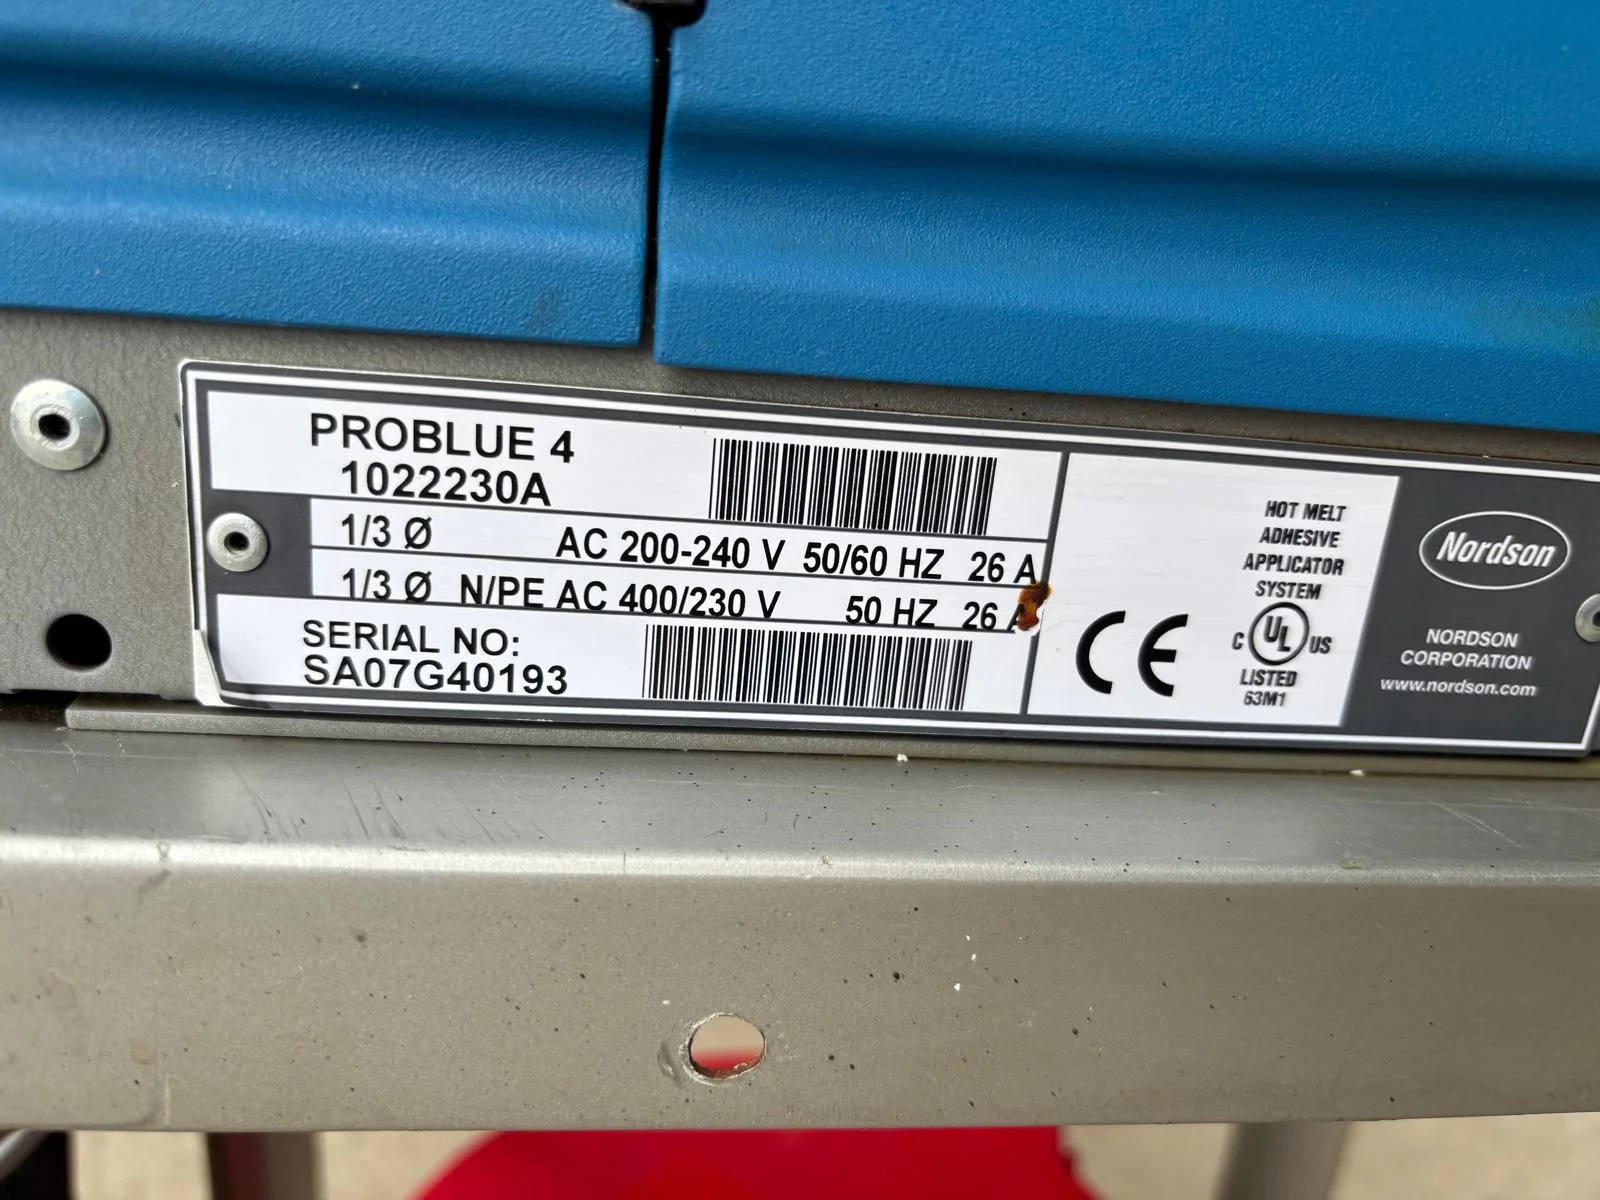 PROBLUE 4
1022230A
1/3 Ø AC 200-240 V 50/60 HZ 26 A
1/3 Ø N/PE AC 400/230 V 50 HZ 26 A
SERIAL NO:
SA07G40193
CE
HOT MELT
ADHESIVE
APPLICATOR
SYSTEM
C UL US
LISTED
63M1
Nordson
NORDSON
CORPORATION
www.nordson.com